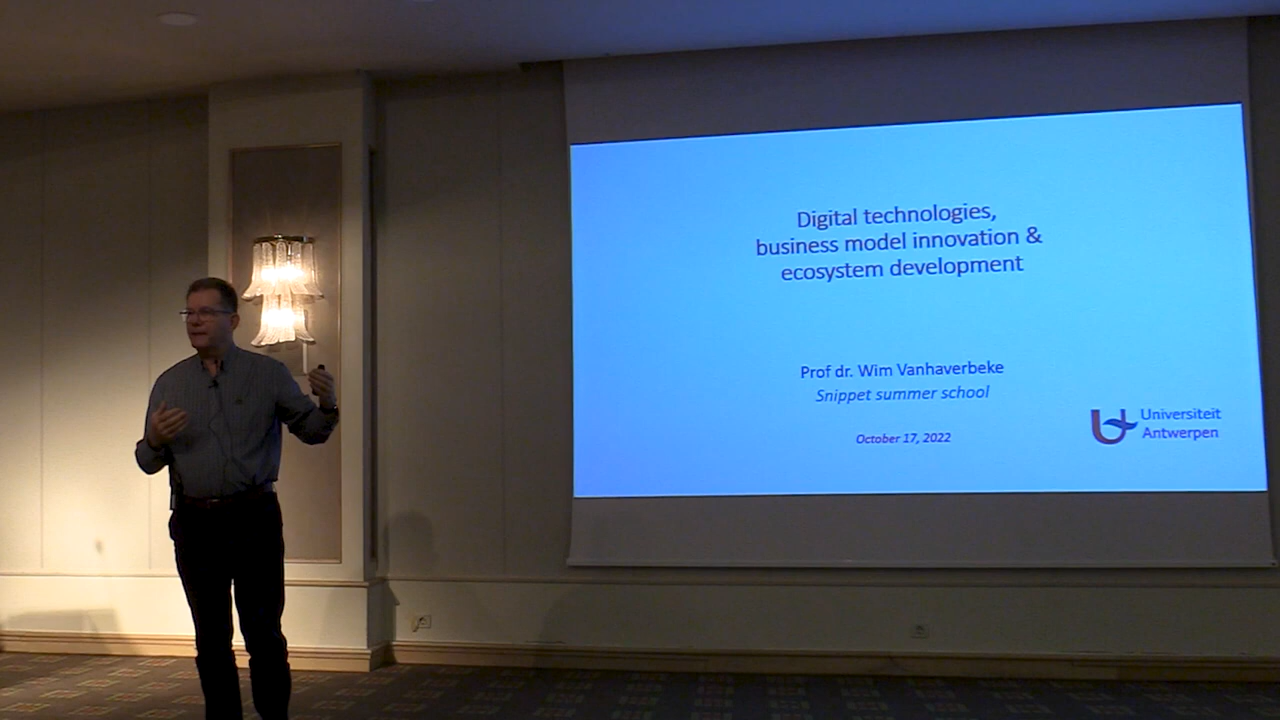 Digital technologies,
business model innovation &
ecosystem development
Prof dr. Wim Vanhaverbeke
Snippet summer school
October 17, 2022
Universiteit
Antwerpen